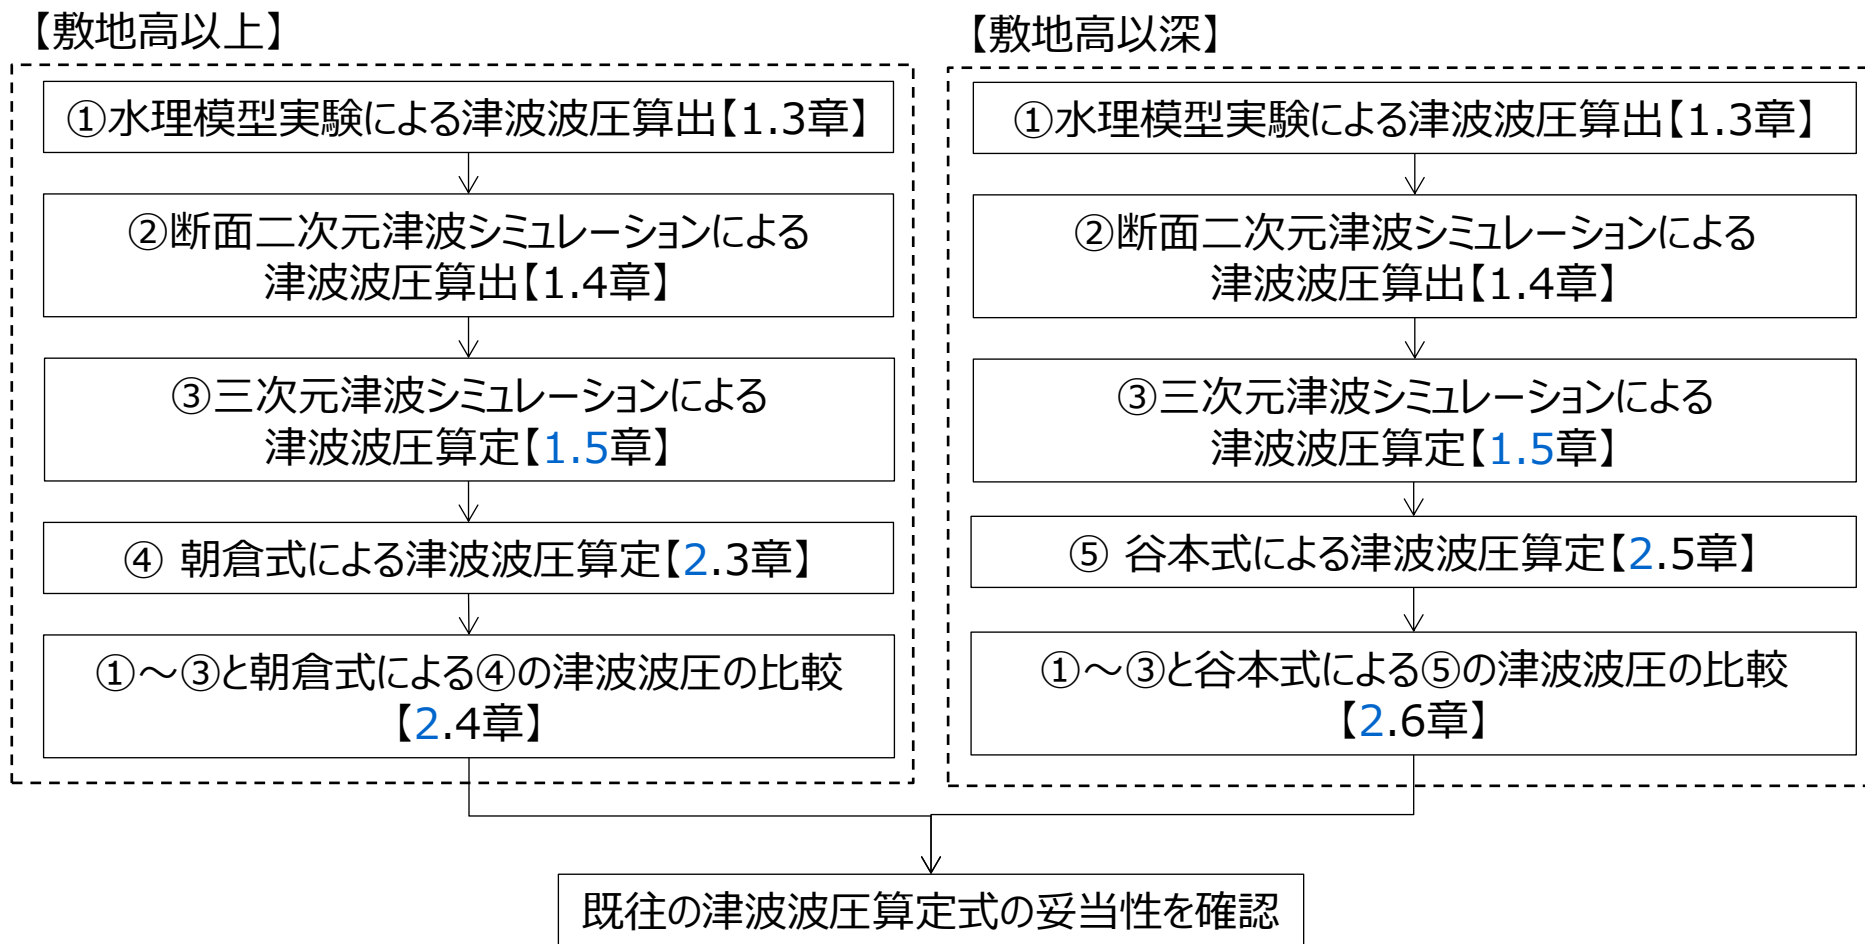 【敷地高以上】
①水理模型実験による津波波圧算出【1.3章】
②断面二次元津波シミュレーションによる
津波波圧算出【1.4章】
③三次元津波シミュレーションによる
津波波圧算定【1.5章】
④ 朝倉式による津波波圧算定【2.3章】
①～③と朝倉式による④の津波波圧の比較
【2.4章】
【敷地高以深】
①水理模型実験による津波波圧算出【1.3章】
②断面二次元津波シミュレーションによる
津波波圧算出【1.4章】
③三次元津波シミュレーションによる
津波波圧算定【1.5章】
⑤ 谷本式による津波波圧算定【2.5章】
①～③と谷本式による⑤の津波波圧の比較
【2.6章】
既往の津波波圧算定式の妥当性を確認